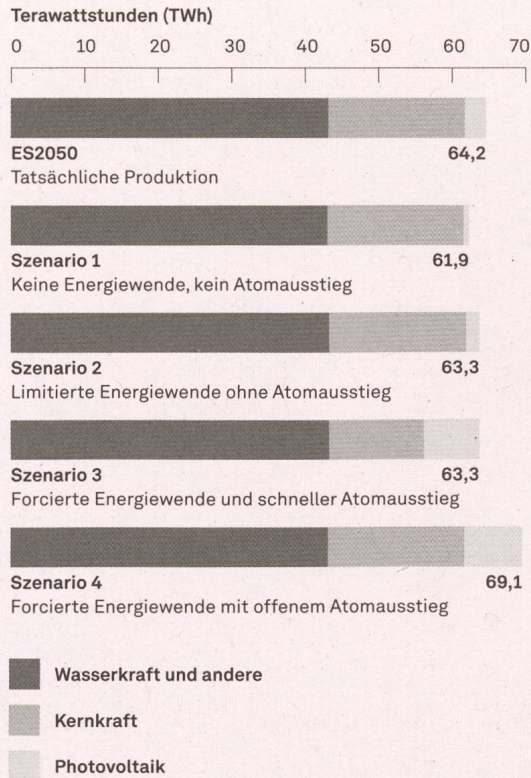 Terawattstunden (TWh)
0 10 20 30 40 50 60 70
ES2050 64,2
Tatsächliche Produktion
Szenario 1 61,9
Keine Energiewende, kein Atomausstieg
Szenario 2 63,3
Limitierte Energiewende ohne Atomausstieg
Szenario 3 63,3
Forcierte Energiewende und schneller Atomausstieg
Szenario 4 69,1
Forcierte Energiewende mit offenem Atomausstieg
Wasserkraft und andere
Kernkraft
Photovoltaik